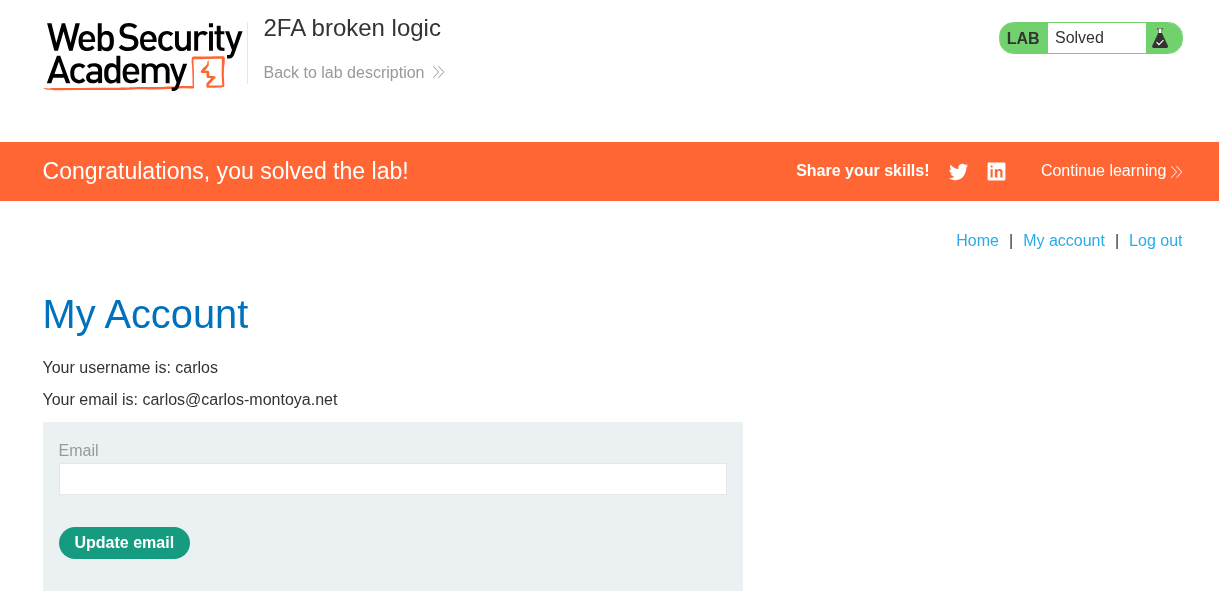 Web Security
Academy
2FA broken logic
Back to lab description
LAB Solved
Congratulations, you solved the lab!
Share your skills!
Continue learning
Home | My account | Log out
My Account
Your username is: carlos
Your email is: carlos@carlos-montoya.net
Email
Update email